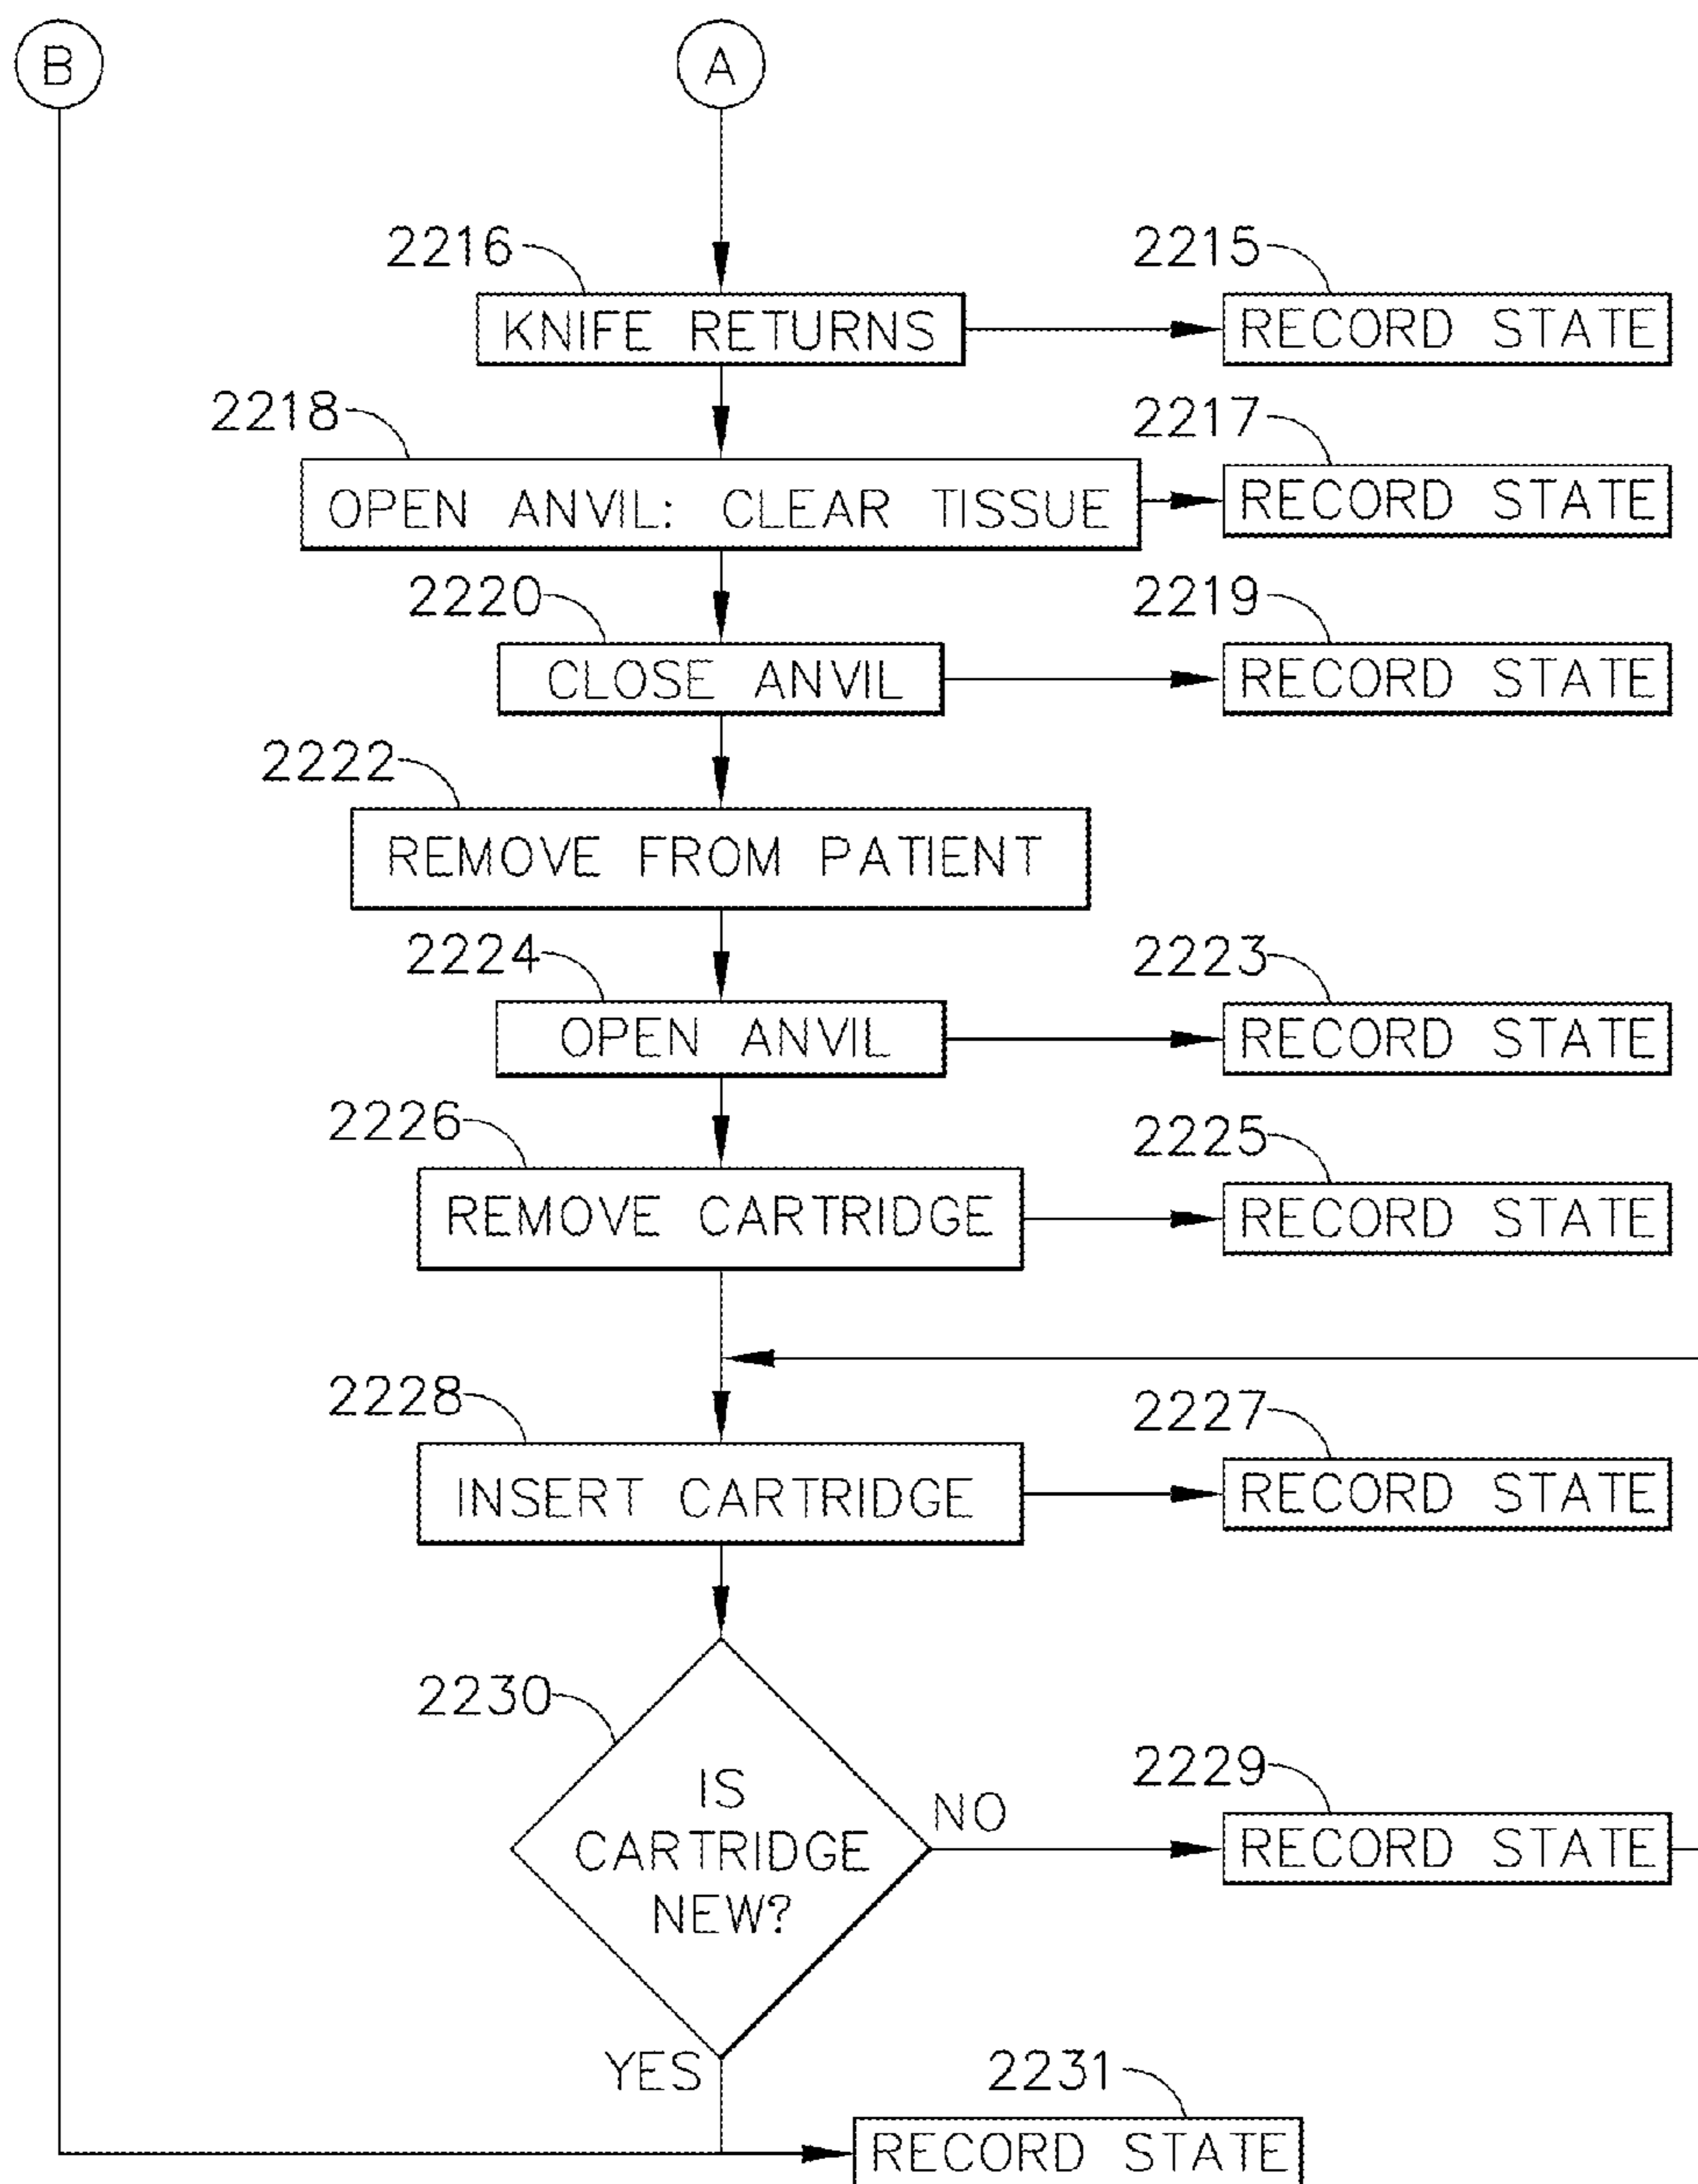 B
A
2216
2215
KNIFE RETURNS
RECORD STATE
2218
2217
OPEN ANVIL: CLEAR TISSUE
RECORD STATE
2220
2219
CLOSE ANVIL
RECORD STATE
2222
REMOVE FROM PATIENT
2224
2223
OPEN ANVIL
RECORD STATE
2226
2225
REMOVE CARTRIDGE
RECORD STATE
2228
2227
INSERT CARTRIDGE
RECORD STATE
2230
IS
CARTRIDGE
NEW?
NO
2229
RECORD STATE
YES
2231
RECORD STATE